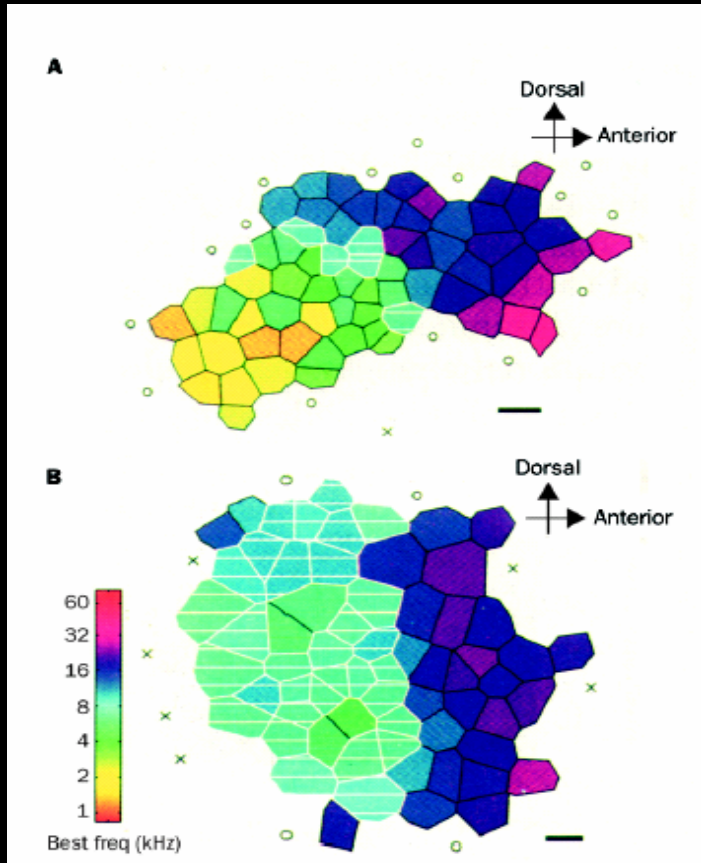 A
Dorsal
Anterior
B
Dorsal
Anterior
60
32
16
8
4
2
1
Best freq (kHz)